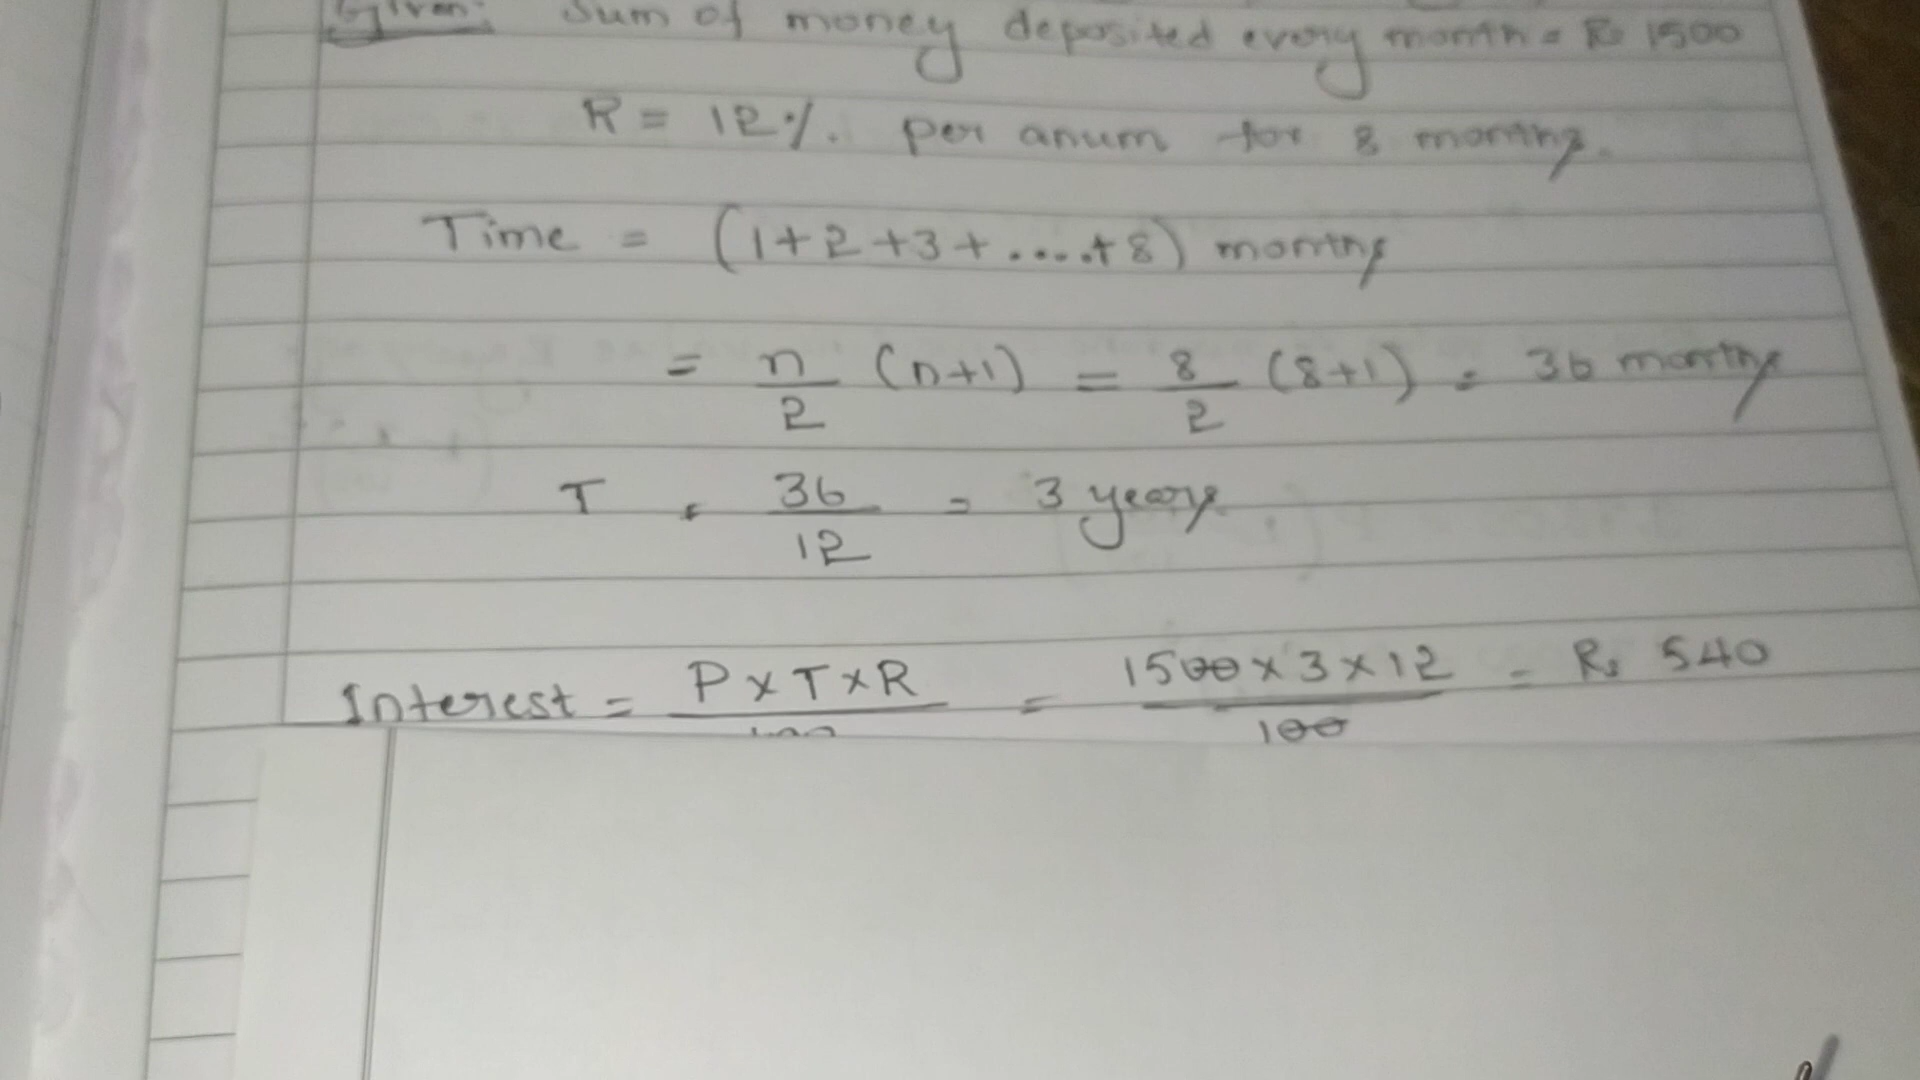 Given: Sum of money deposited every month = Rs 1500
R = 12%. per anum for 8 months.
Time = (1+2+3+....+8) months
= n/2 (n+1) = 8/2 (8+1) = 36 months
T = 36/12 = 3 years.
Interest = P×T×R/100 = 1500×3×12/100 = Rs 540